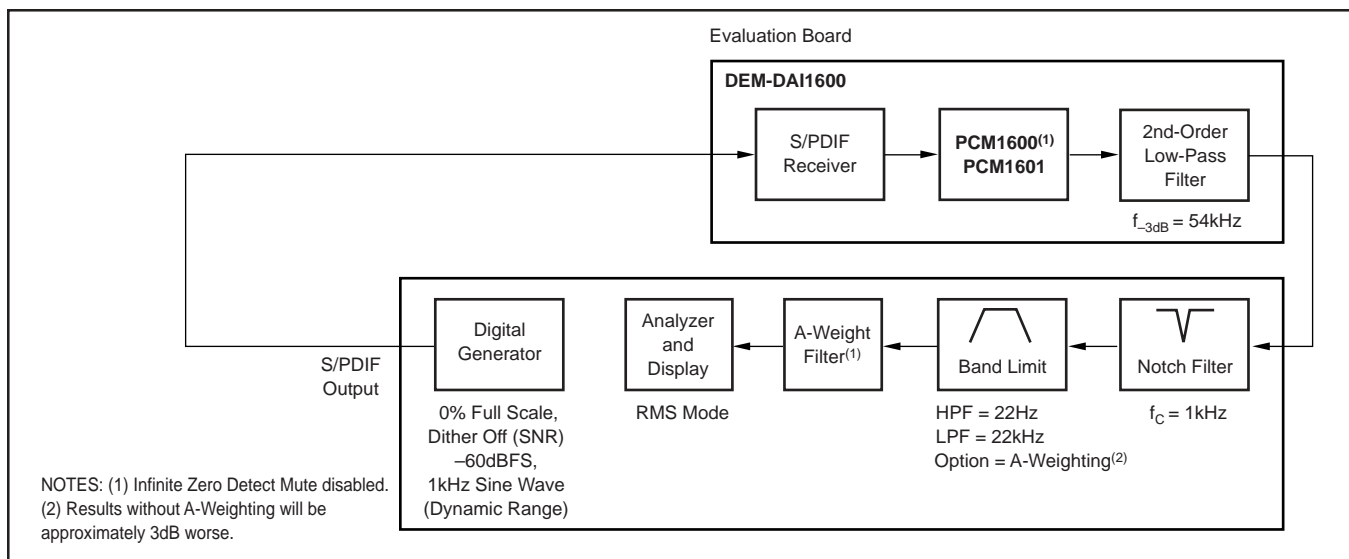 Evaluation Board
DEM-DAI1600
S/PDIF
Receiver
PCM1600(1)
PCM1601
2nd-Order
Low-Pass
Filter
f–3dB = 54kHz
S/PDIF
Output
Digital
Generator
0% Full Scale,
Dither Off (SNR)
–60dBFS,
1kHz Sine Wave
(Dynamic Range)
Analyzer
and
Display
RMS Mode
A-Weight
Filter(1)
Band Limit
HPF = 22Hz
LPF = 22kHz
Option = A-Weighting(2)
Notch Filter
fC = 1kHz
NOTES: (1) Infinite Zero Detect Mute disabled.
(2) Results without A-Weighting will be
approximately 3dB worse.